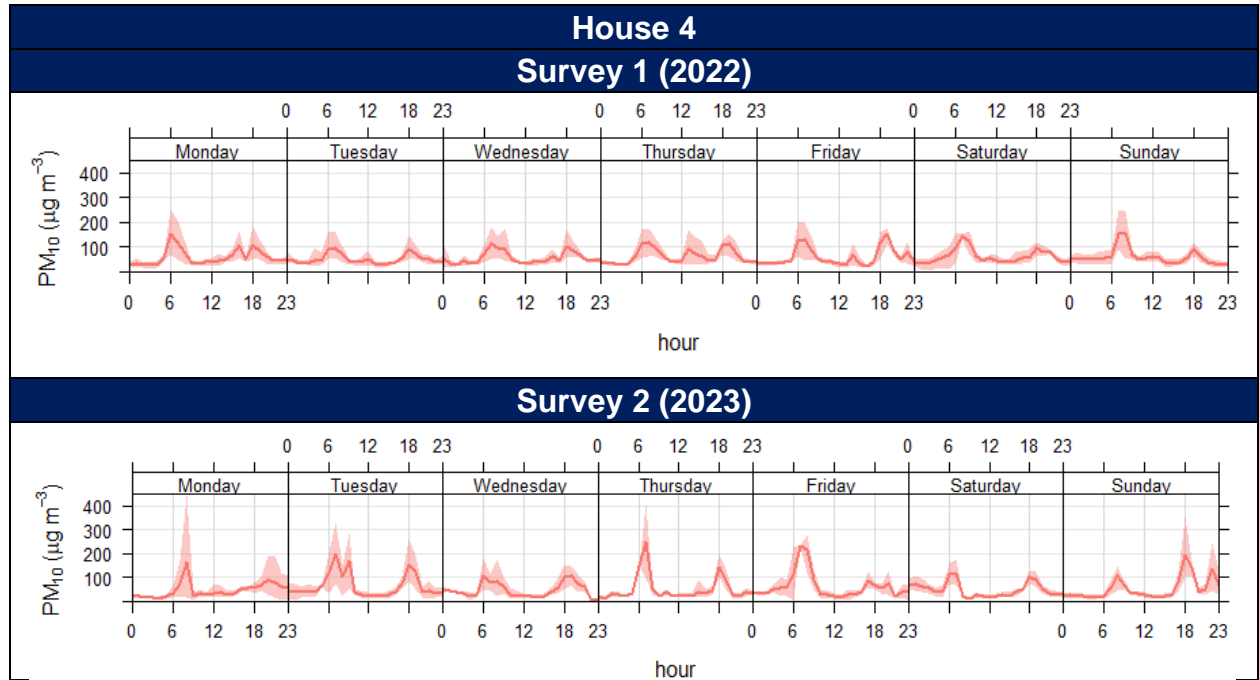 House 4
Survey 1 (2022)
0 6 12 18 23 0 6 12 18 23 0 6 12 18 23
Monday Tuesday Wednesday Thursday Friday Saturday Sunday
400
300
200
100
PM₁₀ (µg m⁻³)
0 6 12 18 23 0 6 12 18 23 0 6 12 18 23 0 6 12 18 23
hour
Survey 2 (2023)
0 6 12 18 23 0 6 12 18 23 0 6 12 18 23
Monday Tuesday Wednesday Thursday Friday Saturday Sunday
400
300
200
100
PM₁₀ (µg m⁻³)
0 6 12 18 23 0 6 12 18 23 0 6 12 18 23 0 6 12 18 23
hour